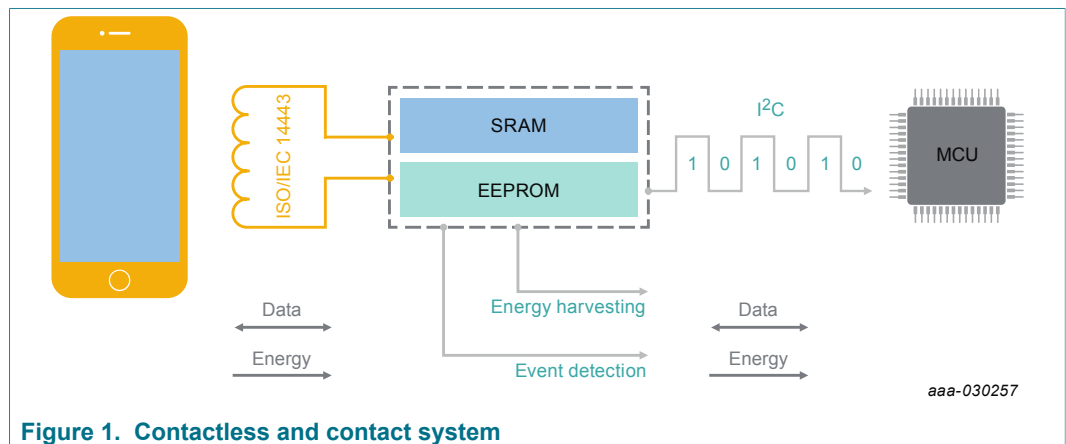 ISO/IEC 14443
SRAM
EEPROM
I²C
1 0 1 0 1 0
MCU
Energy harvesting
Event detection
Data
Energy
Data
Energy
aaa-030257
Figure 1. Contactless and contact system